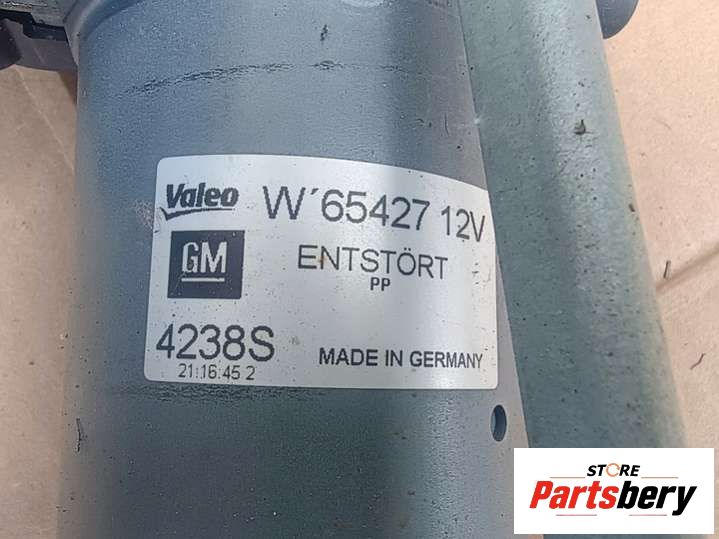 Valeo W´65427 12V
GM ENTSTÖRT
PP
4238S MADE IN GERMANY
21:16:45 2
STORE
Partsbery